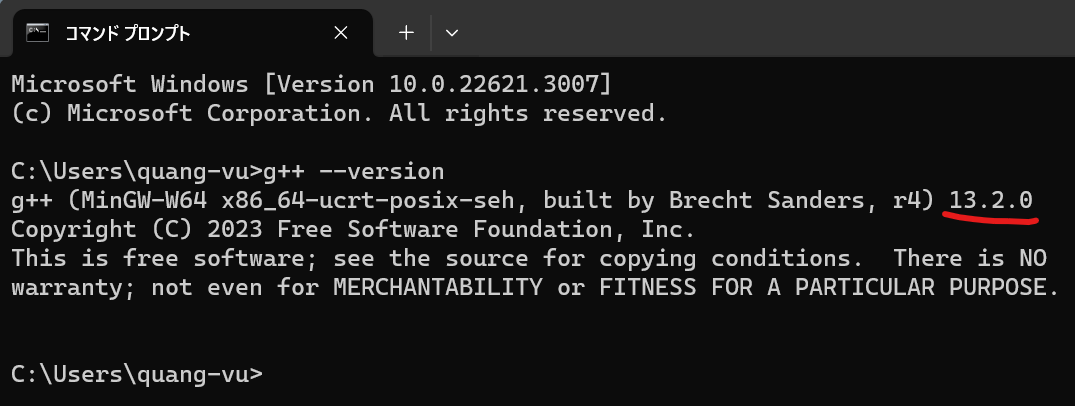 コマンド プロンプト
Microsoft Windows [Version 10.0.22621.3007]
(c) Microsoft Corporation. All rights reserved.
C:\Users\quang-vu>g++ --version
g++ (MinGW-W64 x86_64-ucrt-posix-seh, built by Brecht Sanders, r4) 13.2.0
Copyright (C) 2023 Free Software Foundation, Inc.
This is free software; see the source for copying conditions.  There is NO
warranty; not even for MERCHANTABILITY or FITNESS FOR A PARTICULAR PURPOSE.
C:\Users\quang-vu>